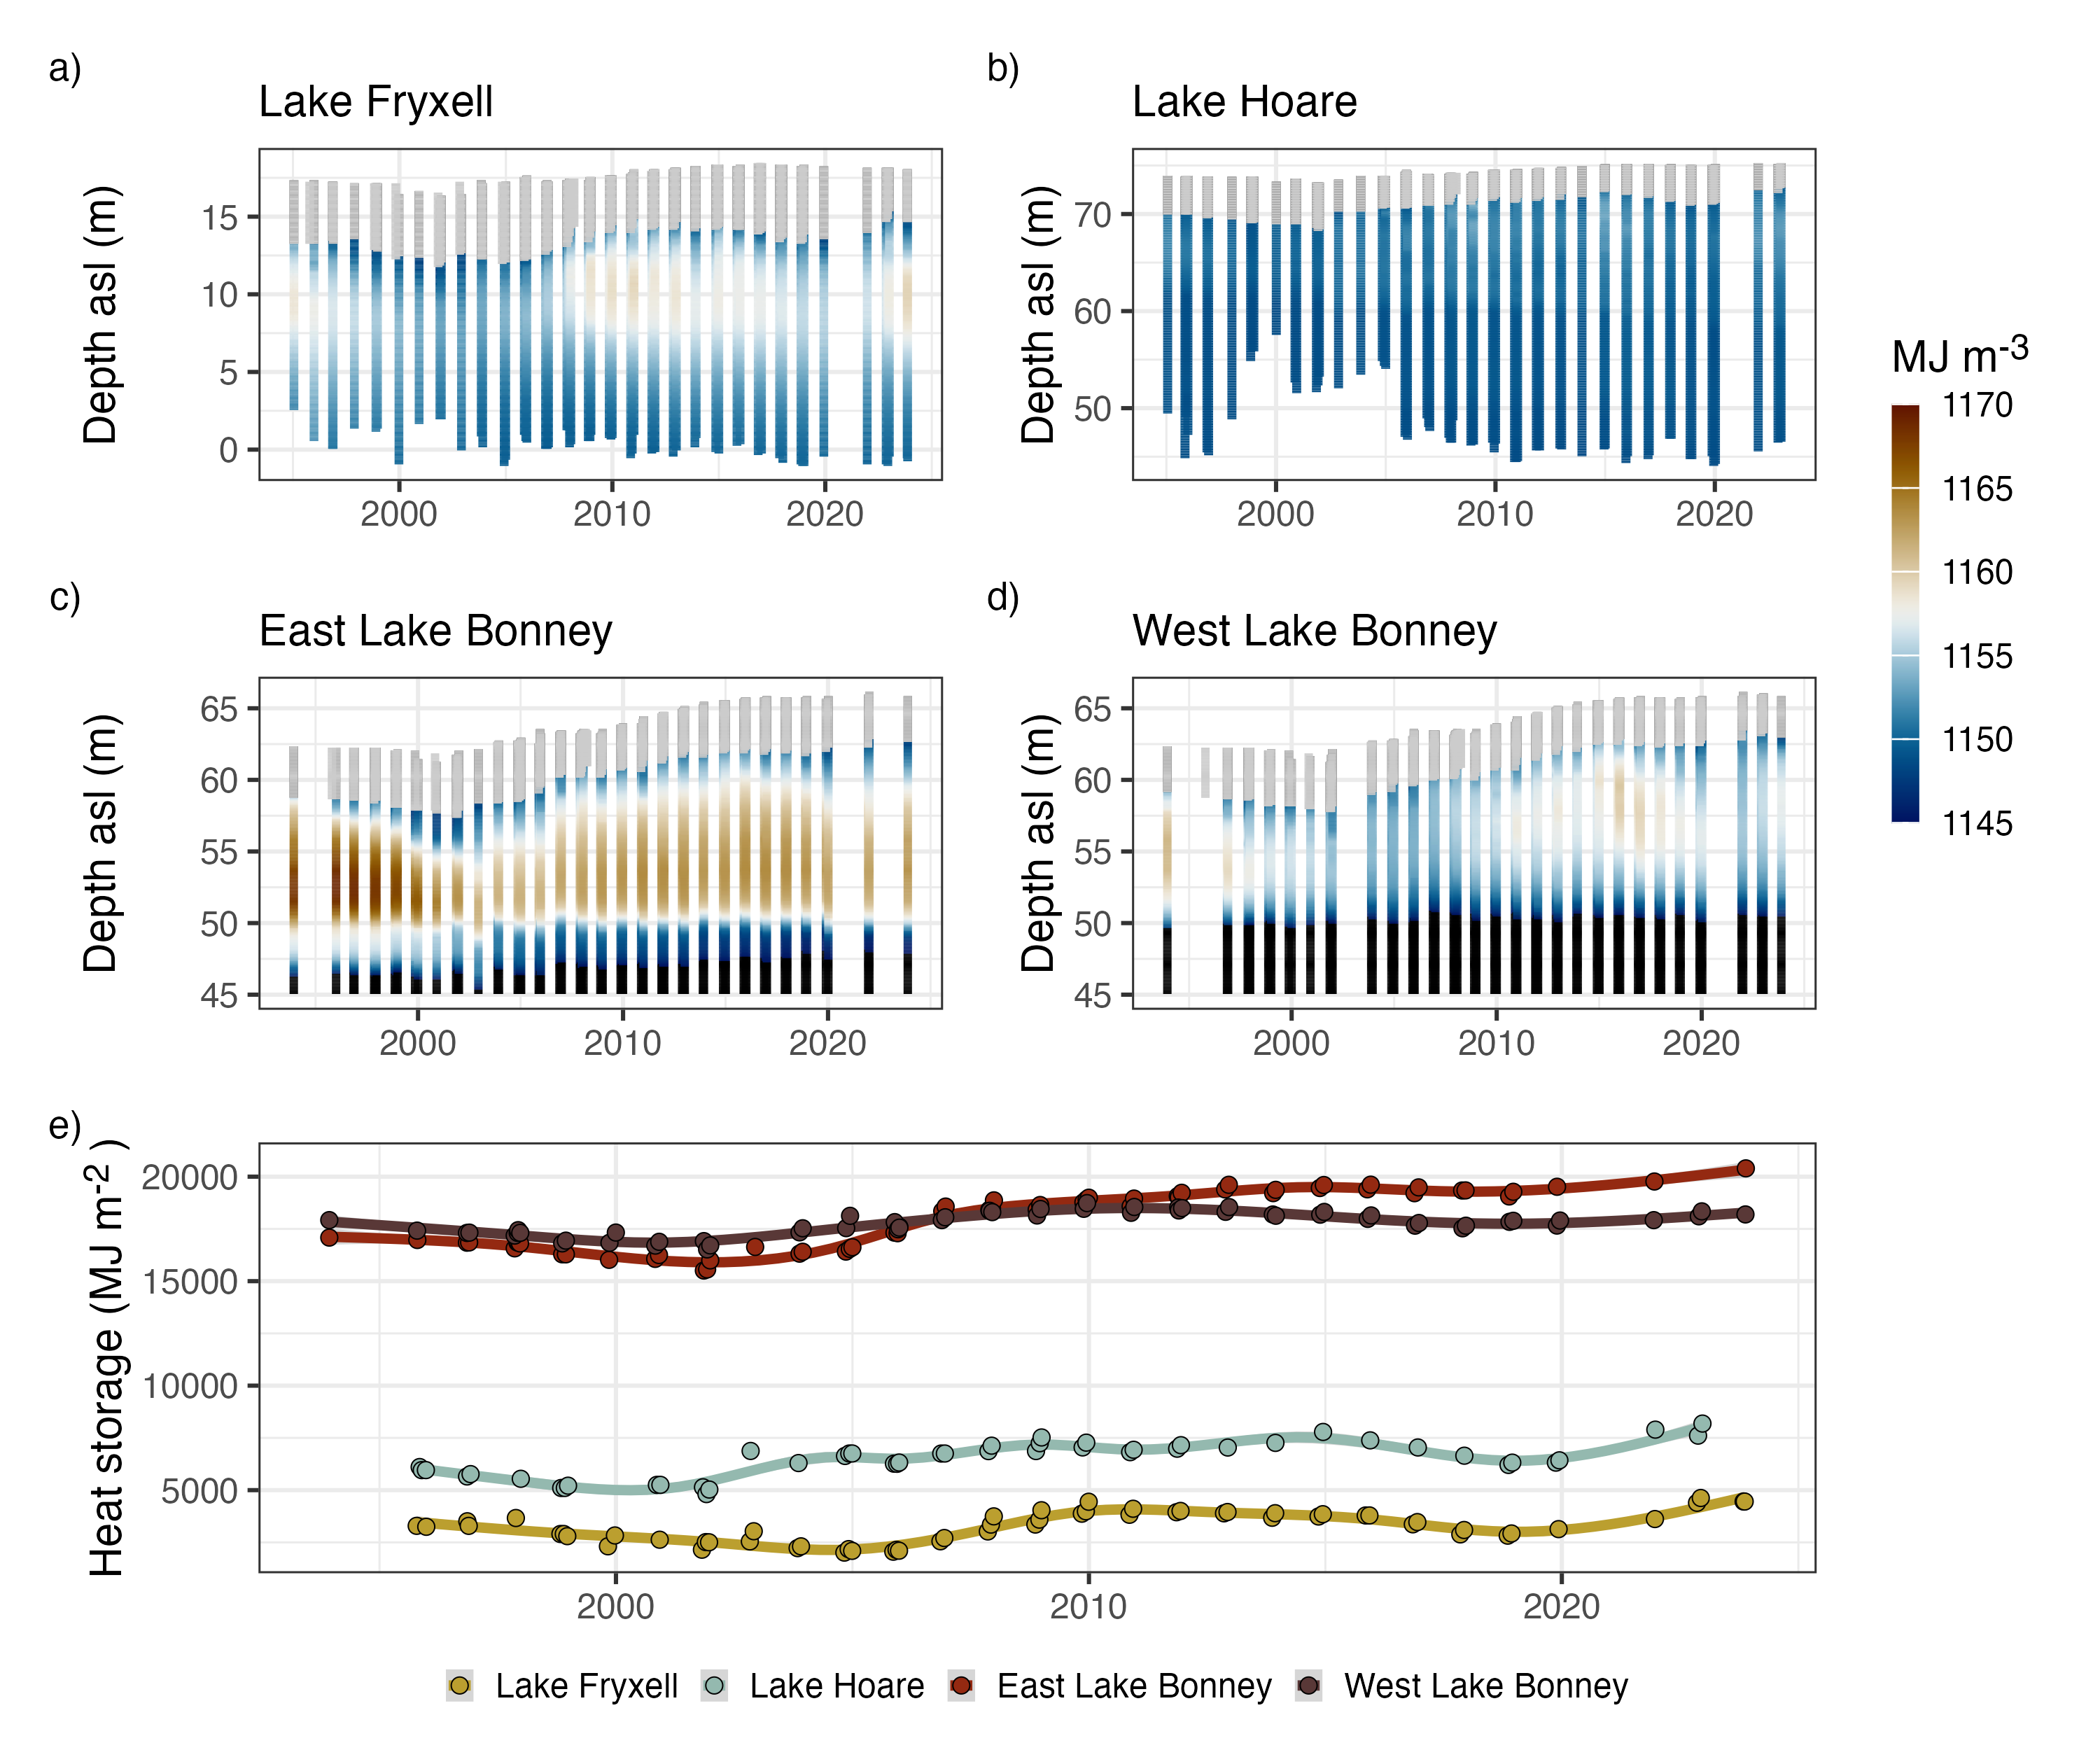 a)
Lake Fryxell
Depth asl (m)
15
10
5
0
2000 2010 2020
b)
Lake Hoare
Depth asl (m)
70
60
50
2000 2010 2020
MJ m-3
1170
1165
1160
1155
1150
1145
c)
East Lake Bonney
Depth asl (m)
65
60
55
50
45
2000 2010 2020
d)
West Lake Bonney
Depth asl (m)
65
60
55
50
45
2000 2010 2020
e)
Heat storage (MJ m-2 )
20000
15000
10000
5000
2000 2010 2020
Lake Fryxell Lake Hoare East Lake Bonney West Lake Bonney